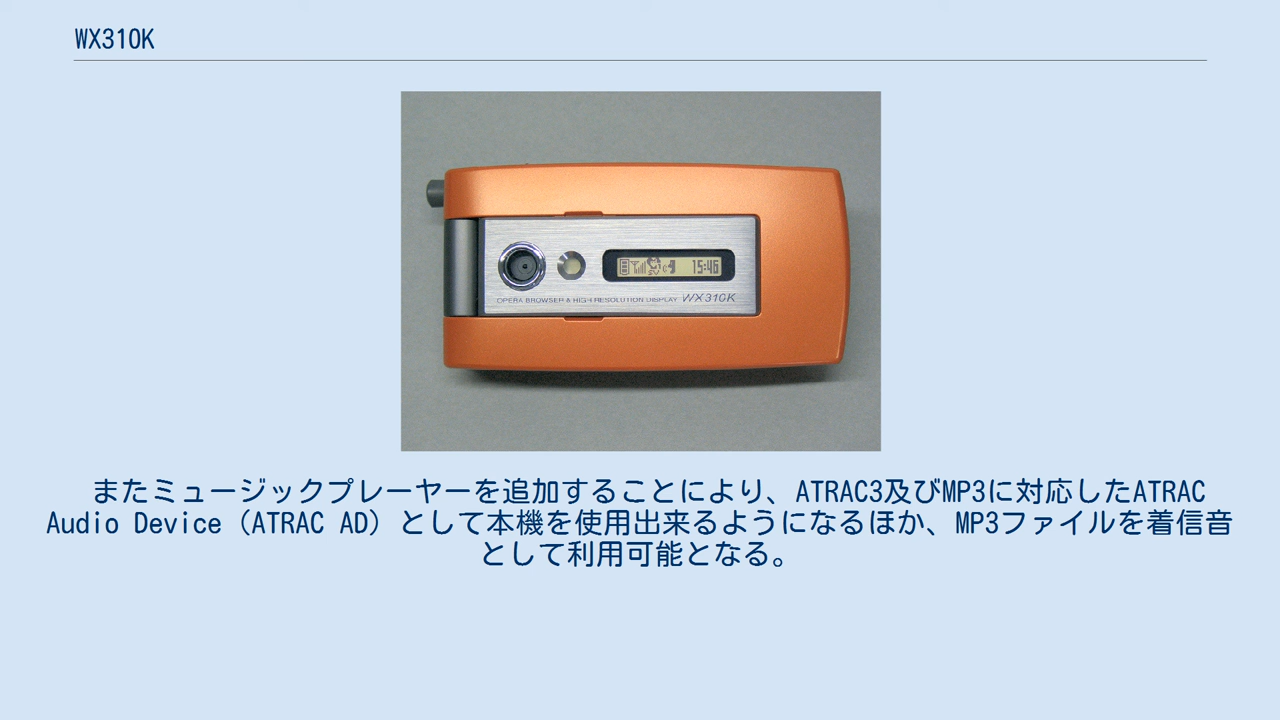 WX310K
15:46
OPERA BROWSER & HIGH RESOLUTION DISPLAY WX310K
またミュージックプレーヤーを追加することにより、ATRAC3及びMP3に対応したATRAC
Audio Device（ATRAC AD）として本機を使用出来るようになるほか、MP3ファイルを着信音
として利用可能となる。